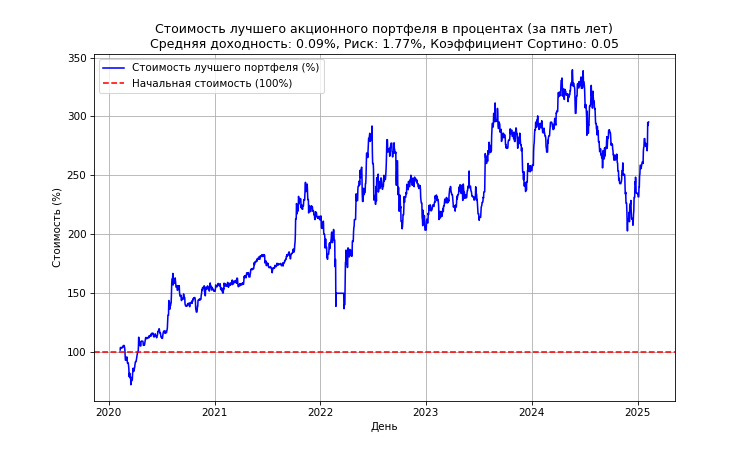 Стоимость лучшего акционного портфеля в процентах (за пять лет)
Средняя доходность: 0.09%, Риск: 1.77%, Коэффициент Сортино: 0.05
Стоимость лучшего портфеля (%)
Начальная стоимость (100%)
350
300
250
200
150
100
Стоимость (%)
2020
2021
2022
2023
2024
2025
День